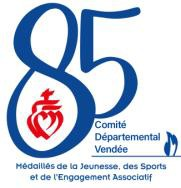 85
Comité
Départemental
Vendée
Médaillés de la Jeunesse, des Sports
et de l'Engagement Associatif